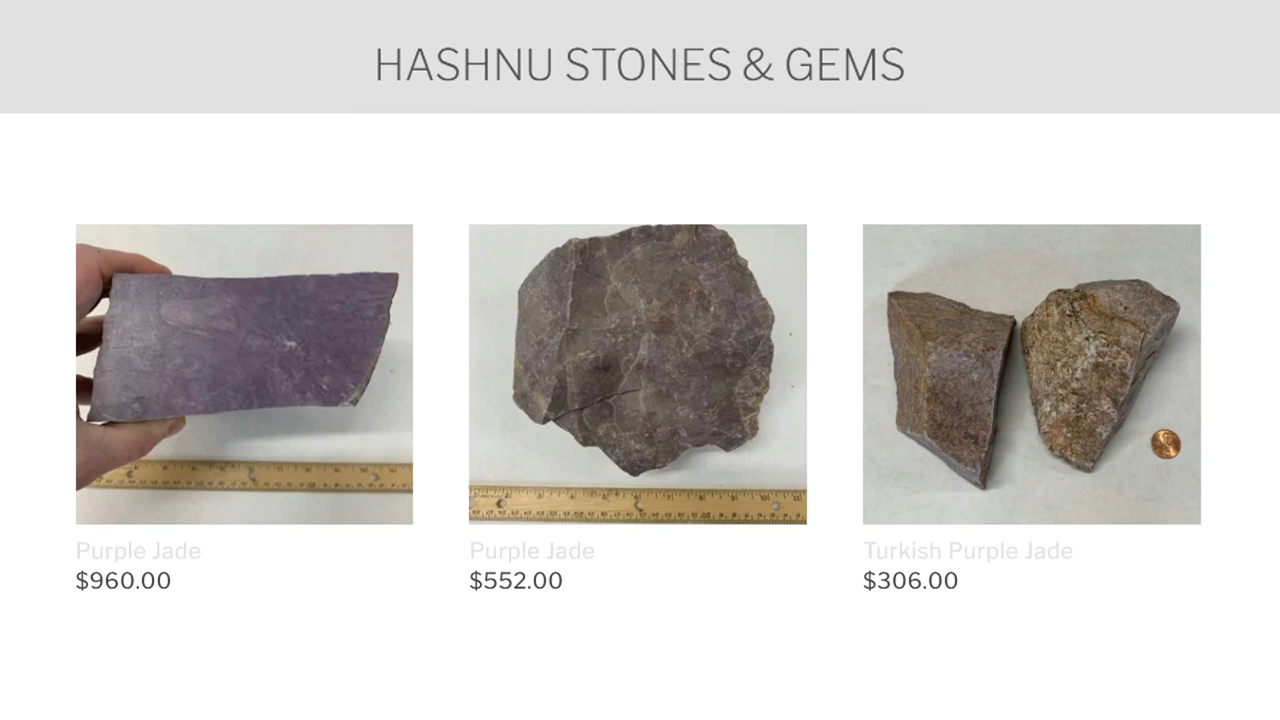 HASHNU STONES & GEMS
Purple Jade
$960.00
Purple Jade
$552.00
Turkish Purple Jade
$306.00